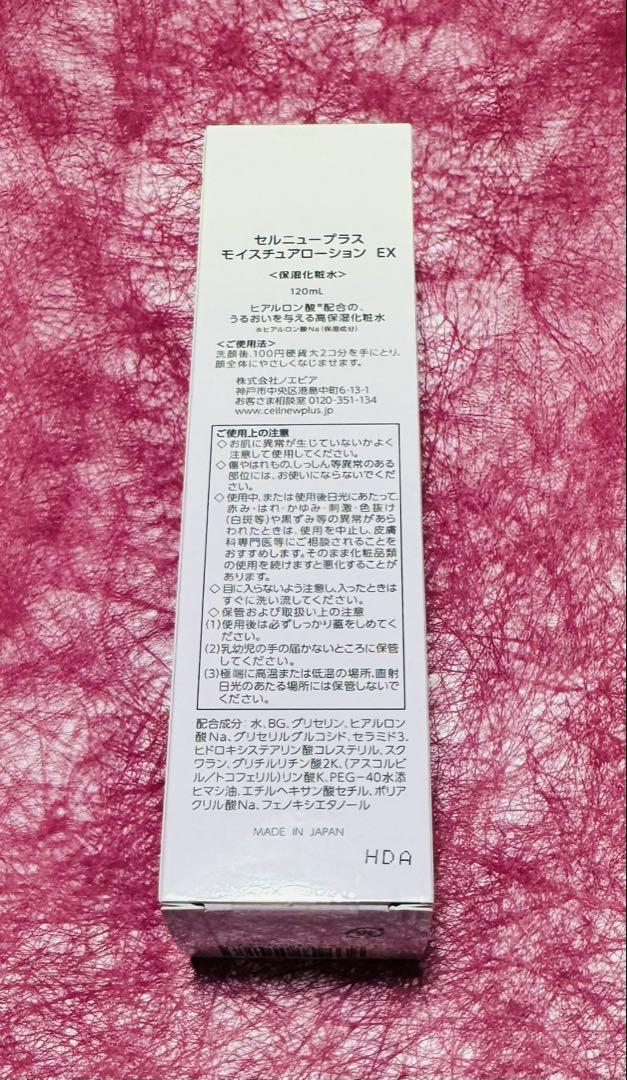 セルニュープラス
モイスチュアローション EX
<保湿化粧水>
120mL
ヒアルロン酸※配合の、
うるおいを与える高保湿化粧水
※ヒアルロン酸Na(保湿成分)
<ご使用法>
洗顔後、100円硬貨大2コ分を手にとり、
顔全体にやさしくなじませます。
株式会社ノエビア
神戸市中央区港島中町6-13-1
お客さま相談室 0120-351-134
www.cellnewplus.jp
ご使用上の注意
◇お肌に異常が生じていないかよく
注意して使用してください。
◇傷やはれもの、しっしん等異常のある
部位には、お使いにならないでくだ
さい。
◇使用中、または使用後日光にあたって、
赤み・はれ・かゆみ・刺激・色抜け
(白斑等)や黒ずみ等の異常があら
われたときは、使用を中止し、皮膚
科専門医等にご相談されることを
おすすめします。そのまま化粧品類
の使用を続けますと悪化することが
あります。
◇目に入らないよう注意し、入ったときは
すぐに洗い流してください。
◇保管および取扱い上の注意
(1)使用後は必ずしっかり蓋をしめてく
ださい。
(2)乳幼児の手の届かないところに保管
してください。
(3)極端に高温または低温の場所、直射
日光のあたる場所には保管しないで
ください。
配合成分:水、BG、グリセリン、ヒアルロン
酸Na、グリセリルグルコシド、セラミド3、
ヒドロキシステアリン酸コレステリル、スク
ワラン、グリチルリチン酸2K、(アスコルビ
ル/トコフェリル)リン酸K、PEG-40水添
ヒマシ油、エチルヘキサン酸セチル、ポリア
クリル酸Na、フェノキシエタノール
MADE IN JAPAN
HDA